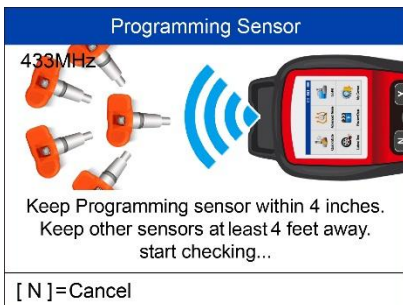 Programming Sensor
433MHz
Keep Programming sensor within 4 inches.
Keep other sensors at least 4 feet away.
start checking...
[ N ]=Cancel
Y
N